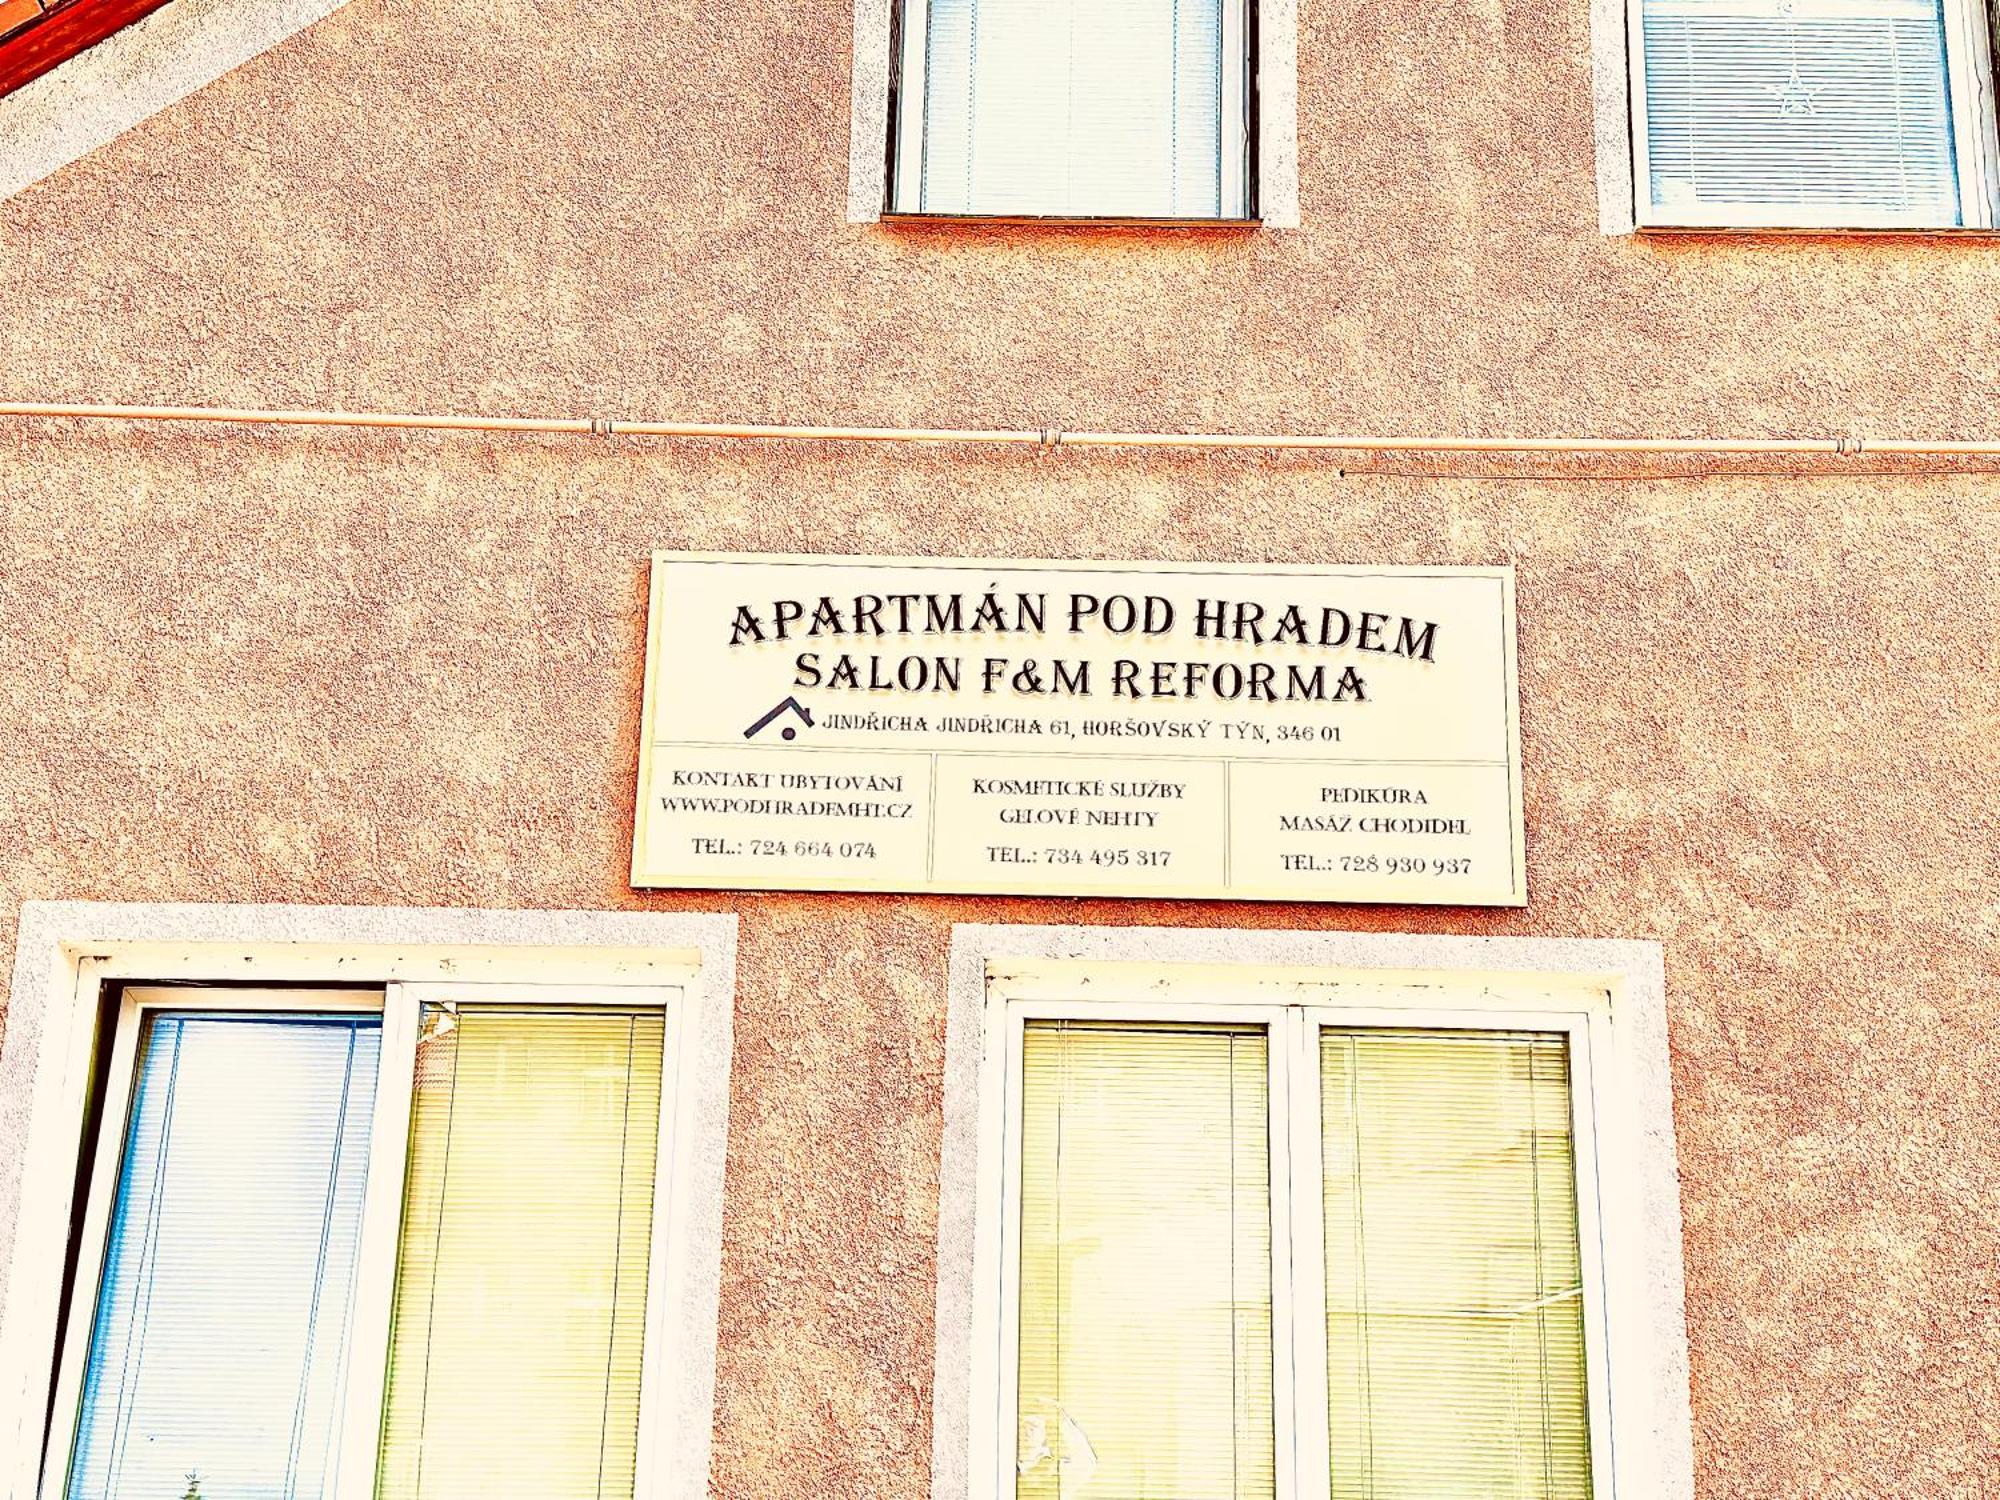 APARTMÁN POD HRADEM
SALON F&M REFORMA
JINDŘICHA JINDŘICHA 61, HORŠOVSKÝ TÝN, 346 01
KONTAKT UBYTOVÁNÍ
WWW.PODHRADEMHT.CZ
TEL.: 724 664 074
KOSMETICKÉ SLUŽBY
GELOVÉ NEHTY
TEL.: 734 495 317
PEDIKÚRA
MASÁŽ CHODIDEL
TEL.: 728 930 937